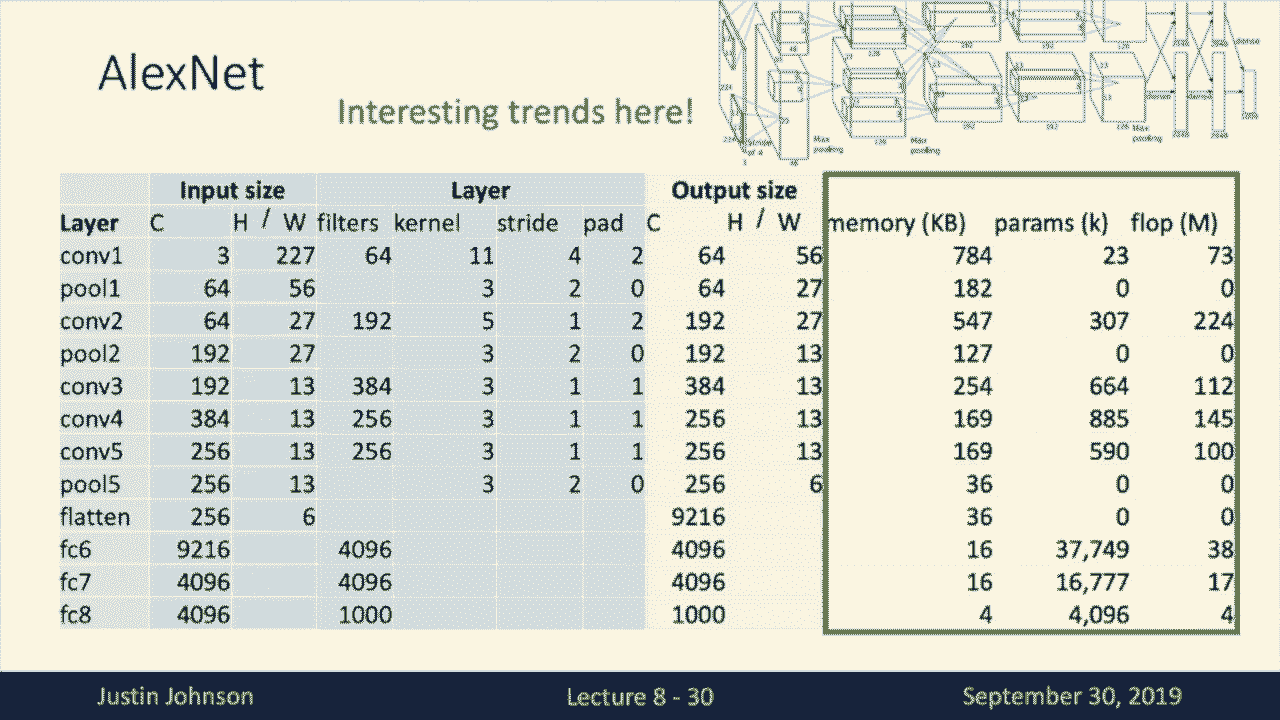 AlexNet
Interesting trends here!
Input size Layer Output size
Layer C H / W filters kernel stride pad C H / W memory (KB) params (k) flop (M)
conv1 3 227 64 11 4 2 64 56 784 23 73
pool1 64 56 3 2 0 64 27 182 0 0
conv2 64 27 192 5 1 2 192 27 547 307 224
pool2 192 27 3 2 0 192 13 127 0 0
conv3 192 13 384 3 1 1 384 13 254 664 112
conv4 384 13 256 3 1 1 256 13 169 885 145
conv5 256 13 256 3 1 1 256 13 169 590 100
pool5 256 13 3 2 0 256 6 36 0 0
flatten 256 6 9216 36 0 0
fc6 9216 4096 4096 16 37,749 38
fc7 4096 4096 4096 16 16,777 17
fc8 4096 1000 1000 4 4,096 4
Justin Johnson Lecture 8 - 30 September 30, 2019